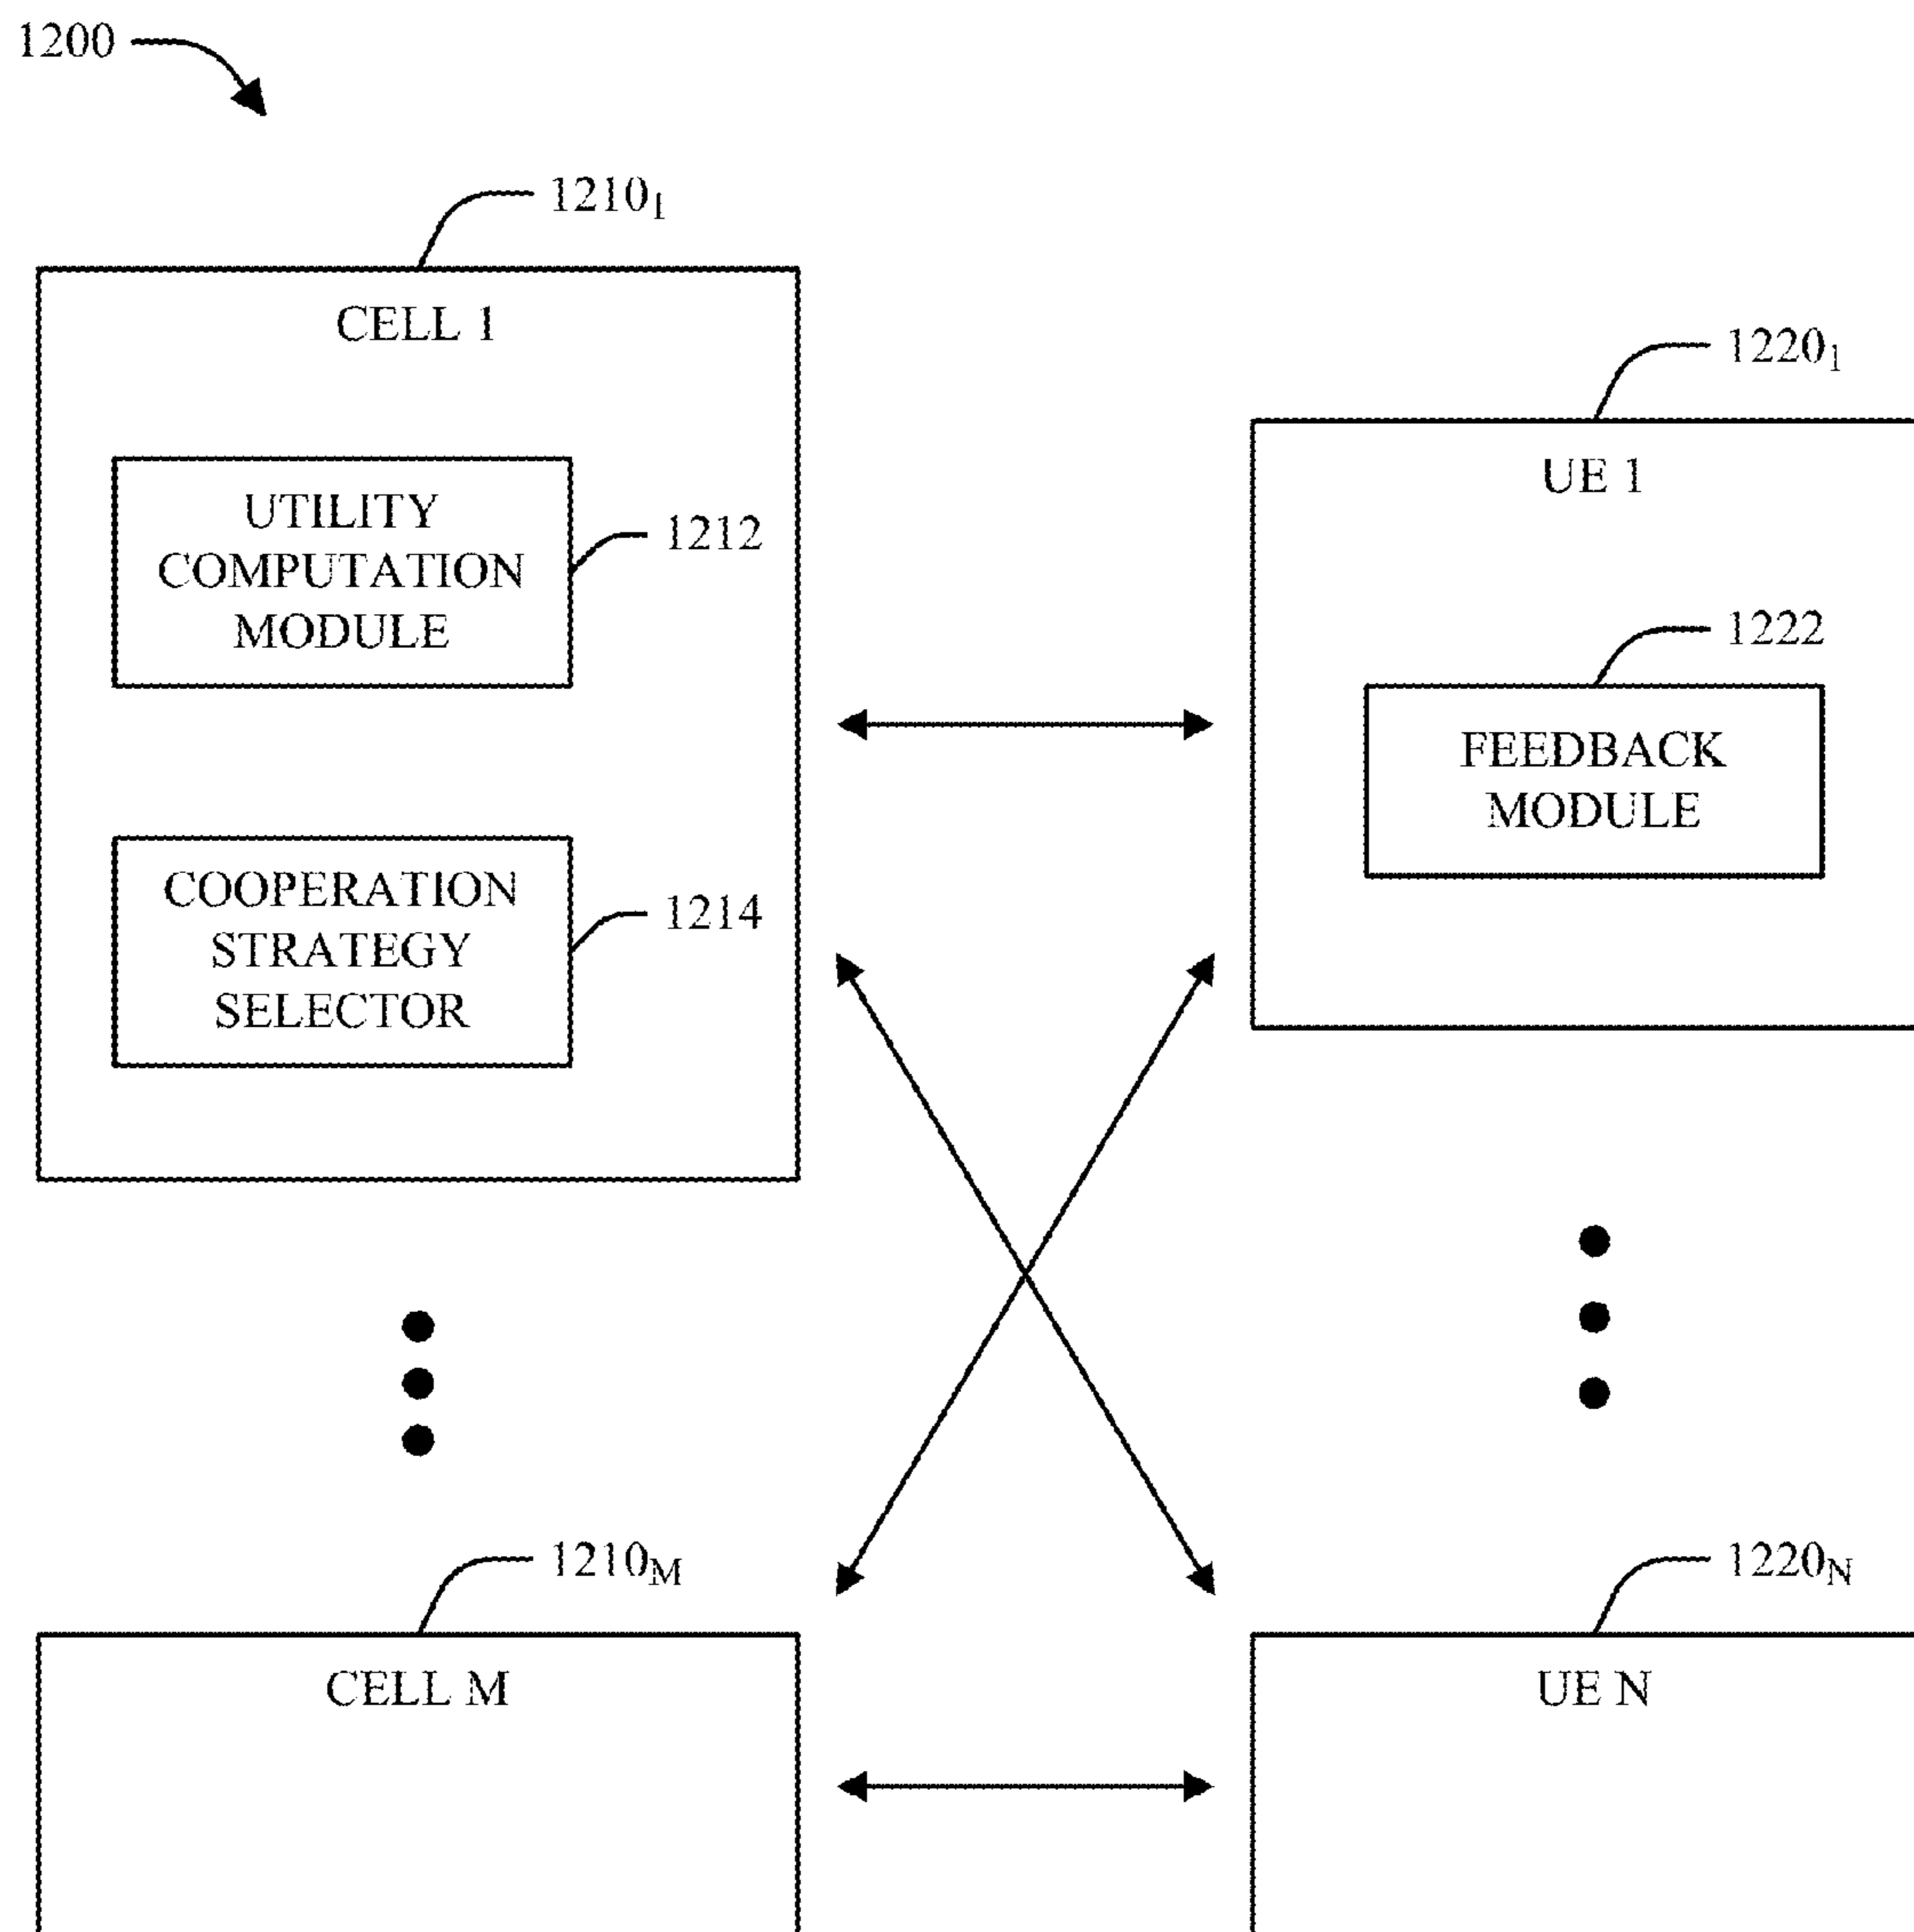 1200
1210₁
CELL 1
1220₁
UE 1
UTILITY
COMPUTATION
MODULE
1212
1222
FEEDBACK
MODULE
COOPERATION
STRATEGY
SELECTOR
1214
1210M
CELL M
1220N
UE N